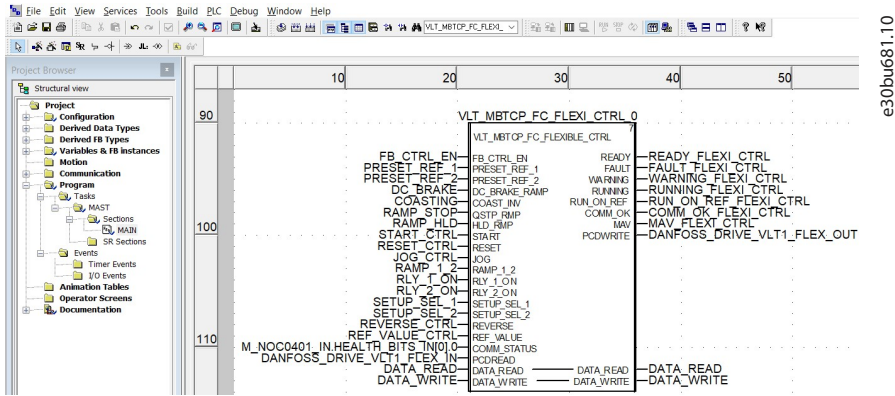 File Edit View Services Tools Build PLC Debug Window Help
VLT_MBTCP_FC_FLEXI_
Project Browser
Structural view
Project
Configuration
Derived Data Types
Derived FB Types
Variables & FB instances
Motion
Communication
Program
Tasks
MAST
Sections
MAIN
SR Sections
Events
Timer Events
I/O Events
Animation Tables
Operator Screens
Documentation
10 20 30 40 50
90
100
110
VLT_MBTCP_FC_FLEXI_CTRL_0
7
VLT_MBTCP_FC_FLEXIBLE_CTRL
FB_CTRL_EN FB_CTRL_EN READY READY_FLEXI_CTRL
PRESET_REF_1 PRESET_REF_1 FAULT FAULT_FLEXI_CTRL
PRESET_REF_2 PRESET_REF_2 WARNING WARNING_FLEXI_CTRL
DC_BRAKE DC_BRAKE_RAMP RUNNING RUNNING_FLEXI_CTRL
COASTING COAST_INV RUN_ON_REF RUN_ON_REF_FLEXI_CTRL
RAMP_STOP QSTP_RMP COMM_OK COMM_OK_FLEXI_CTRL
RAMP_HLD HLD_RMP MAV MAV_FLEXI_CTRL
START_CTRL START PCDWRITE DANFOSS_DRIVE_VLT1_FLEX_OUT
RESET_CTRL RESET
JOG_CTRL JOG
RAMP_1_2 RAMP_1_2
RLY_1_ON RLY_1_ON
RLY_2_ON RLY_2_ON
SETUP_SEL_1 SETUP_SEL_1
SETUP_SEL_2 SETUP_SEL_2
REVERSE_CTRL REVERSE
REF_VALUE_CTRL REF_VALUE
M_NOC0401_IN.HEALTH_BITS_IN[0].0 COMM_STATUS
DANFOSS_DRIVE_VLT1_FLEX_IN PCDREAD
DATA_READ DATA_READ DATA_READ DATA_READ
DATA_WRITE DATA_WRITE DATA_WRITE DATA_WRITE
e30bu681.10